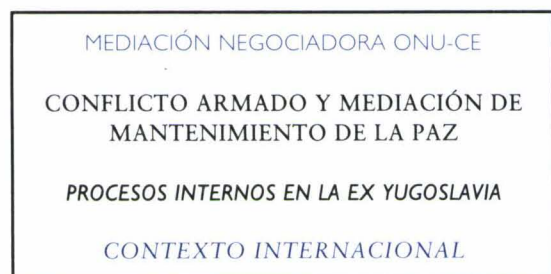 MEDIACIÓN NEGOCIADORA ONU-CE
CONFLICTO ARMADO Y MEDIACIÓN DE
MANTENIMIENTO DE LA PAZ
PROCESOS INTERNOS EN LA EX YUGOSLAVIA
CONTEXTO INTERNACIONAL